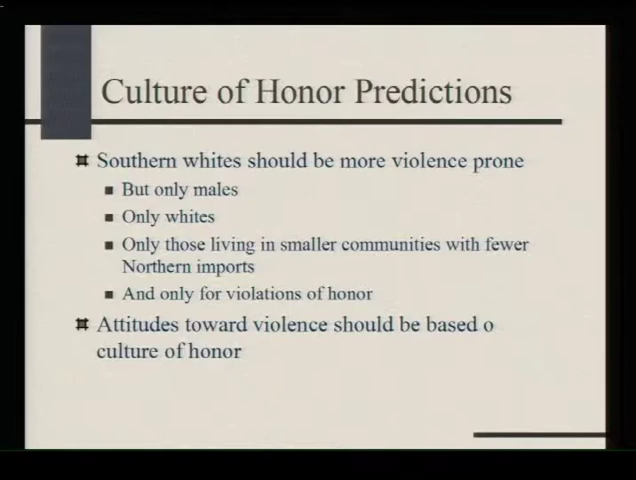 Culture of Honor Predictions
Southern whites should be more violence prone
But only males
Only whites
Only those living in smaller communities with fewer
Northern imports
And only for violations of honor
Attitudes toward violence should be based o
culture of honor